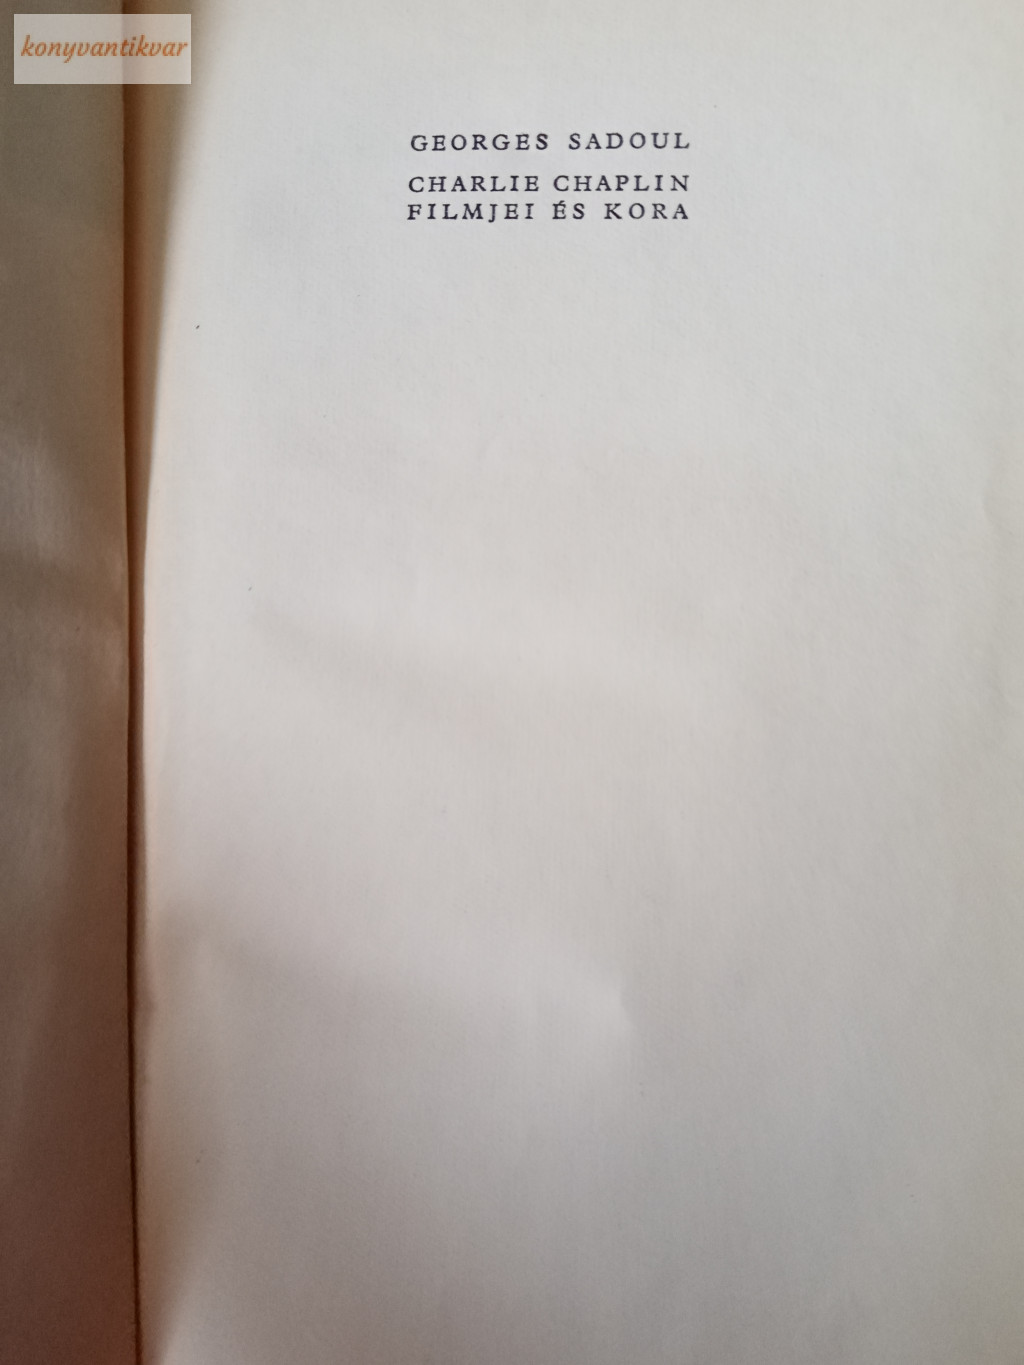 konyvantikvar
GEORGES SADOUL
CHARLIE CHAPLIN
FILMJEI ÉS KORA